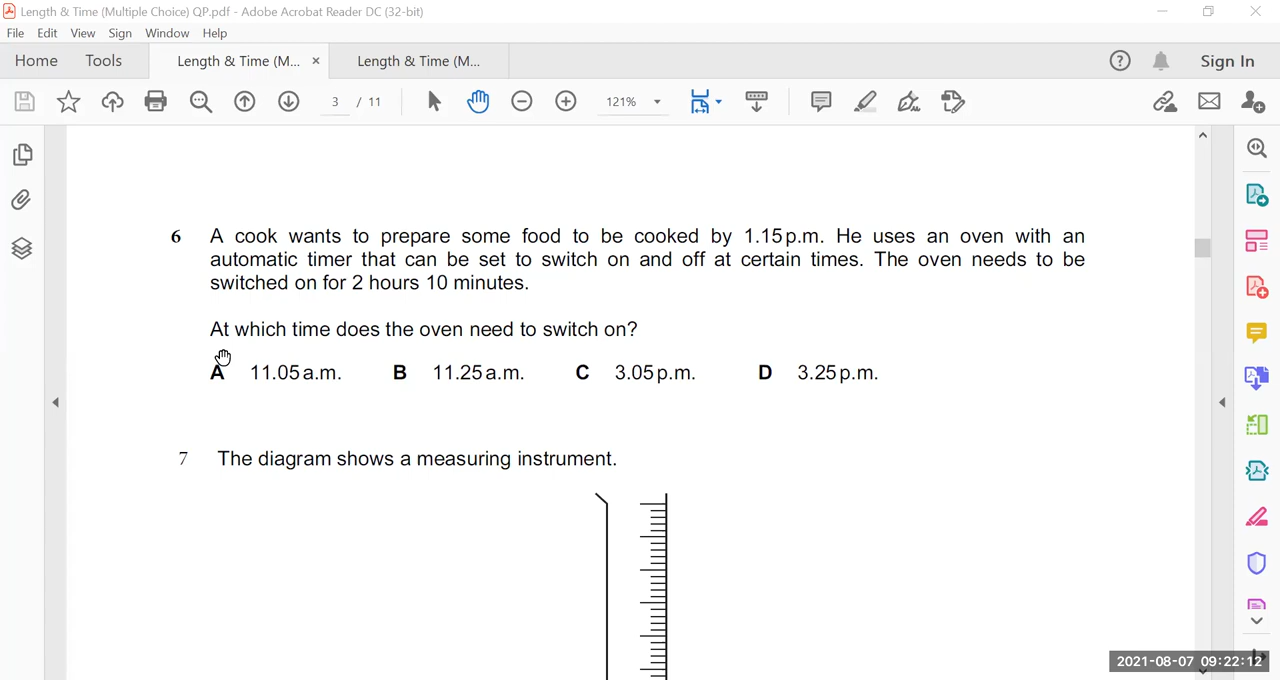 Length & Time (Multiple Choice) QP.pdf - Adobe Acrobat Reader DC (32-bit)
File Edit View Sign Window Help
Home Tools Length & Time (M... × Length & Time (M... Sign In
3 / 11 121%
6 A cook wants to prepare some food to be cooked by 1.15 p.m. He uses an oven with an
automatic timer that can be set to switch on and off at certain times. The oven needs to be
switched on for 2 hours 10 minutes.
At which time does the oven need to switch on?
A 11.05 a.m. B 11.25 a.m. C 3.05 p.m. D 3.25 p.m.
7 The diagram shows a measuring instrument.
2021-08-07 09:22:12